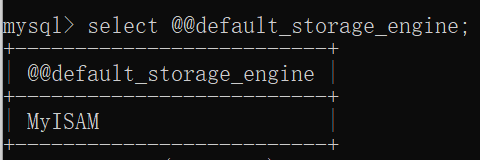 mysql> select @@default_storage_engine;
+--------------------------+
| @@default_storage_engine |
+--------------------------+
| MyISAM                   |
+--------------------------+